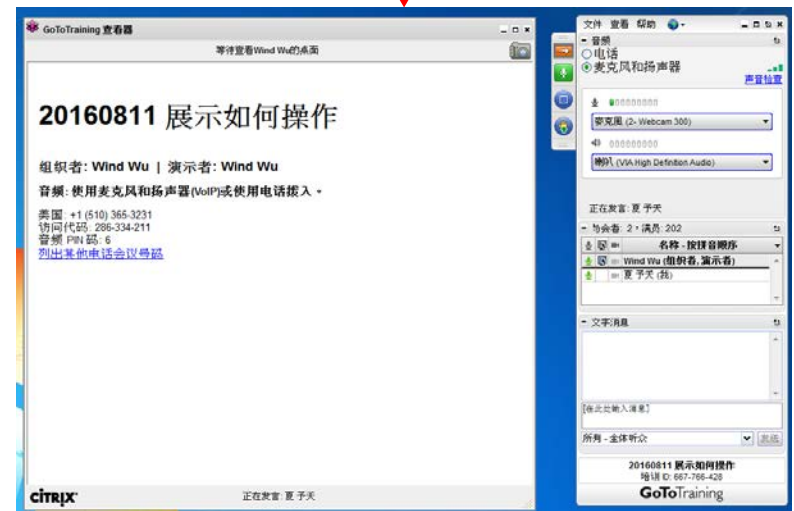 GoToTraining 查看器
等待查看Wind Wu的桌面
20160811 展示如何操作
组织者: Wind Wu | 演示者: Wind Wu
音频: 使用麦克风和扬声器(VoIP)或使用电话拨入。
美国: +1 (510) 365-3231
访问代码: 286-334-211
音频 PIN 码: 6
列出其他电话会议号码
CITRIX
正在发言: 夏 子天
文件 查看 帮助
音频
电话
麦克风和扬声器
声音检查
麥克風 (2- Webcam 300)
喇叭 (VIA High Definition Audio)
正在发言: 夏 子天
与会者: 2，满员: 202
名称 - 按拼音顺序
Wind Wu (组织者, 演示者)
夏 子天 (我)
文字消息
[在此处输入消息]
所有 - 全体听众
发送
20160811 展示如何操作
培训 ID: 667-766-428
GoToTraining